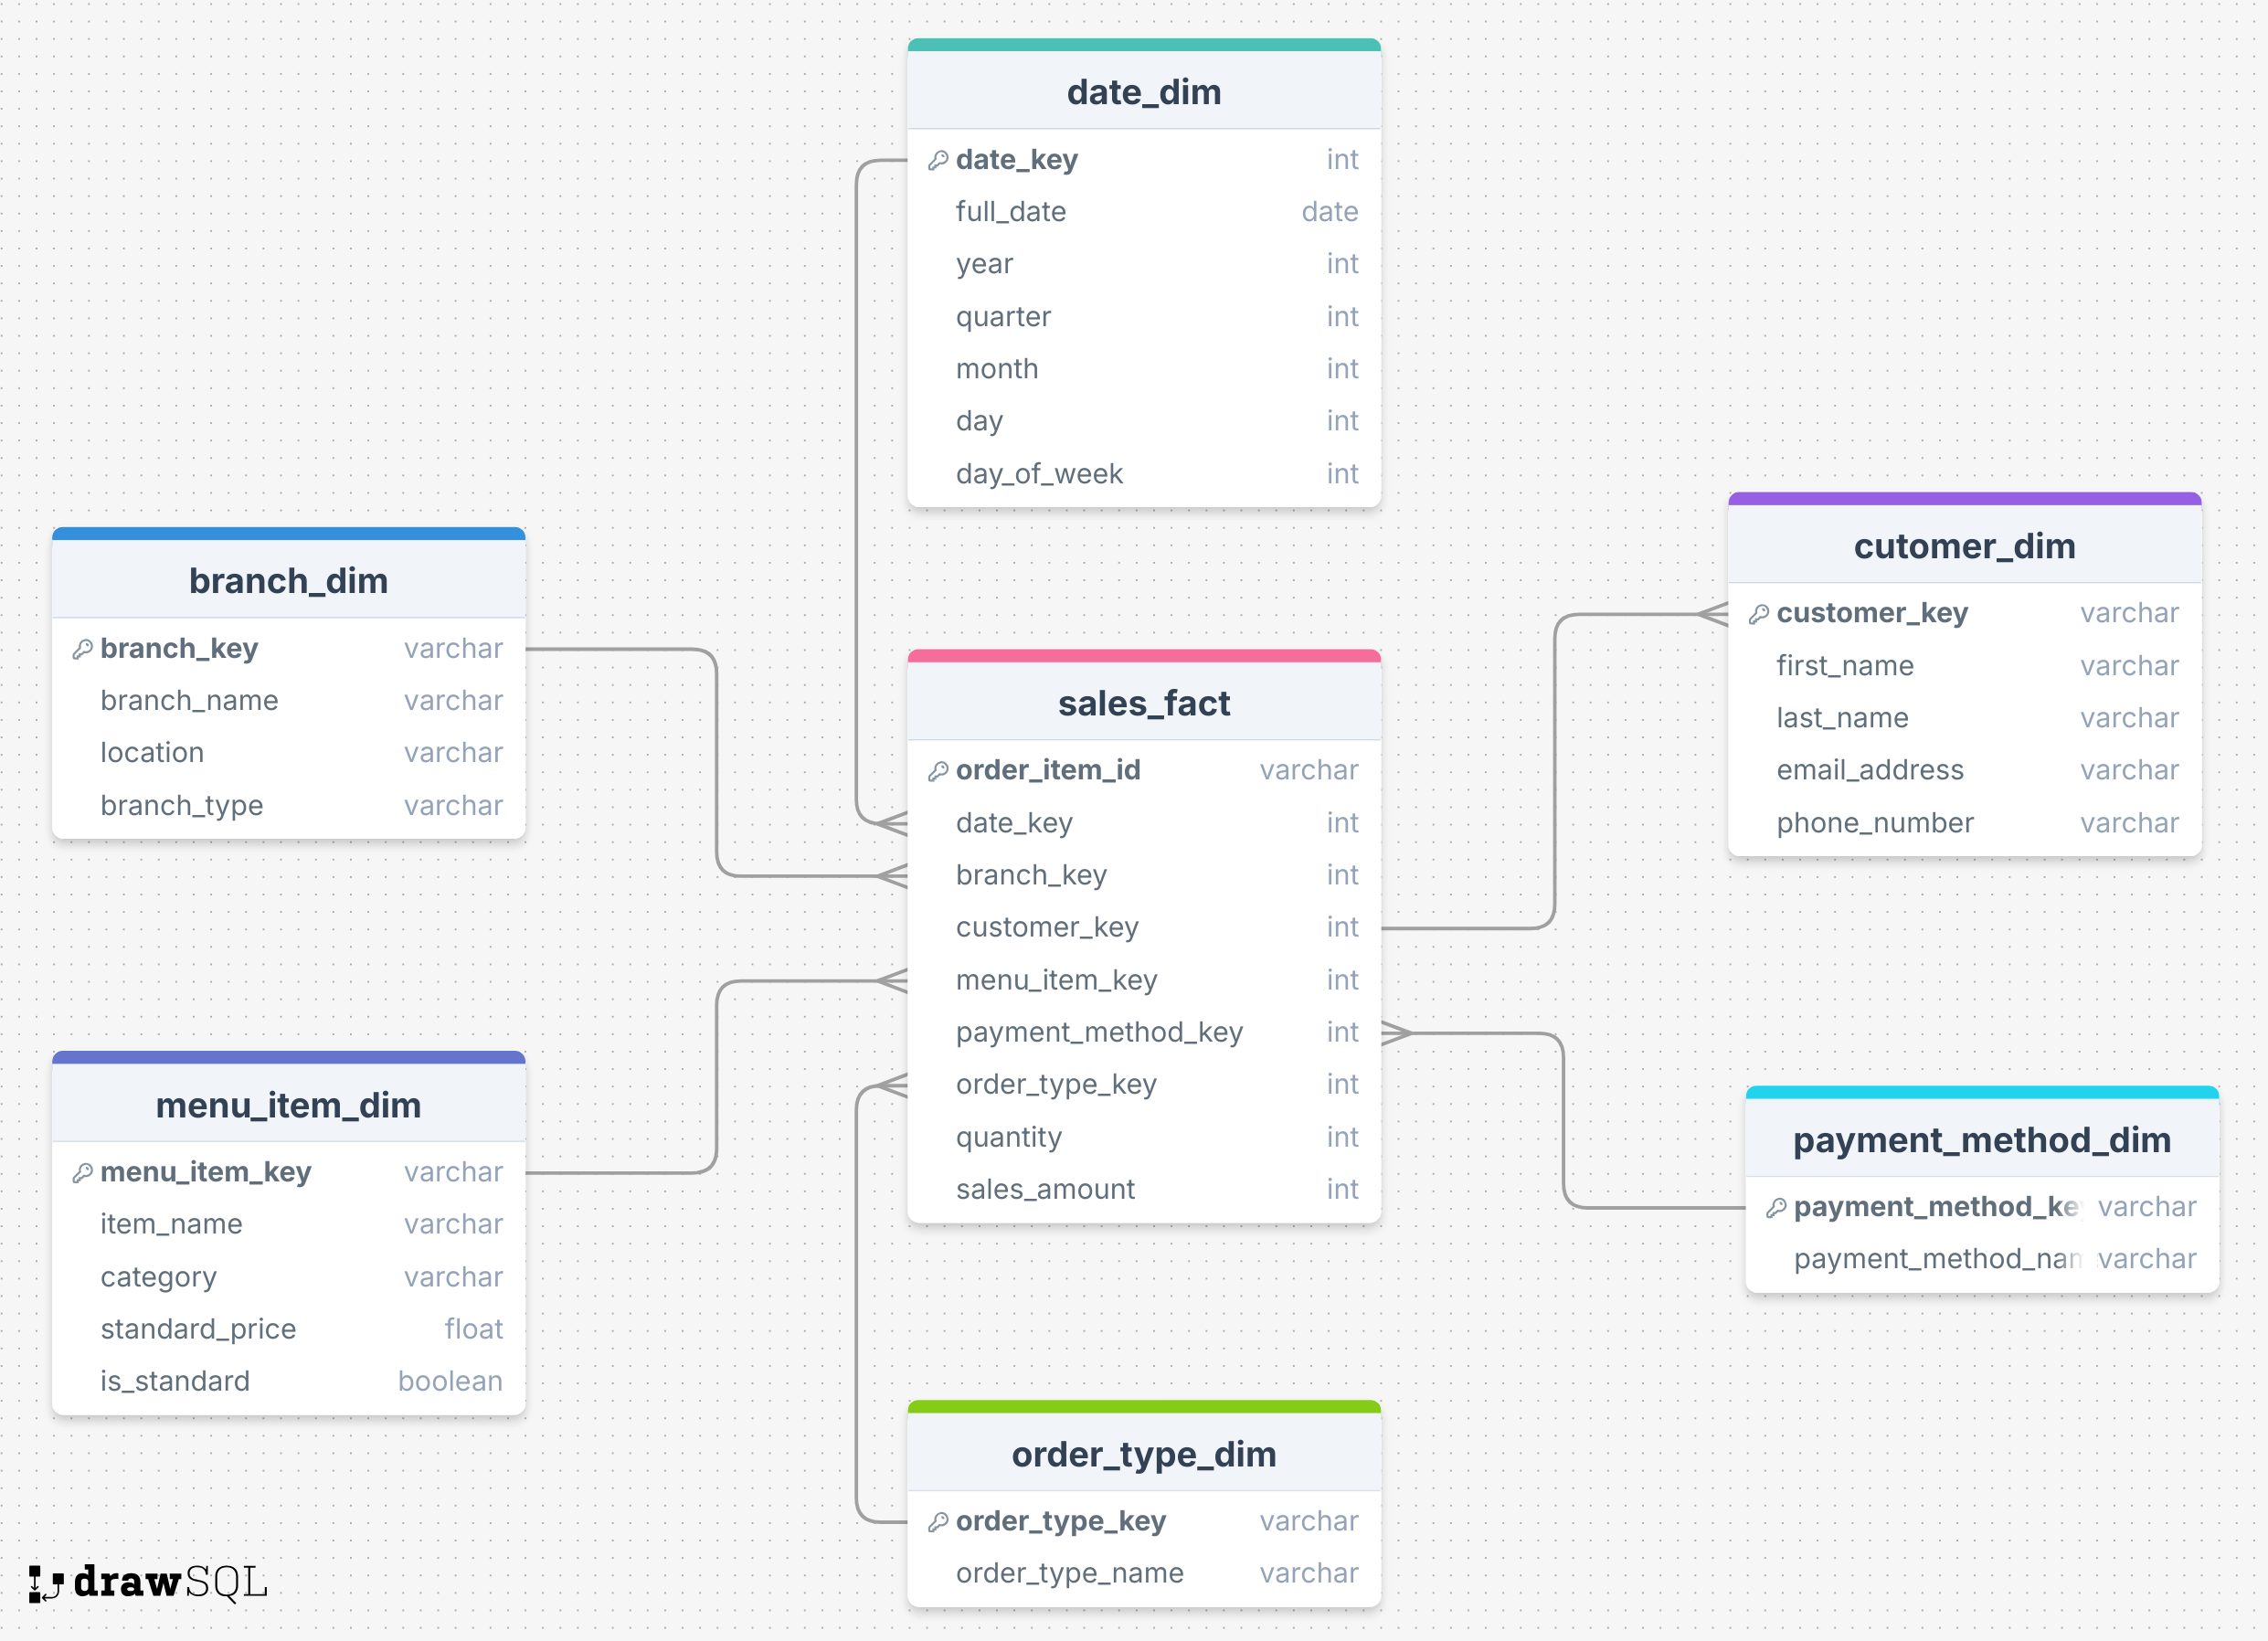 date_dim
date_key int
full_date date
year int
quarter int
month int
day int
day_of_week int
branch_dim
branch_key varchar
branch_name varchar
location varchar
branch_type varchar
cutomer_dim
customer_key varchar
first_name varchar
last_name varchar
email_address varchar
phone_number varchar
sales_fact
order_item_id varchar
date_key int
branch_key int
customer_key int
menu_item_key int
payment_method_key int
order_type_key int
quantity int
sales_amount int
menu_item_dim
menu_item_key varchar
item_name varchar
category varchar
standard_price float
is_standard boolean
payment_method_dim
payment_method_ke varchar
payment_method_nan varchar
order_type_dim
order_type_key varchar
order_type_name varchar
drawSQL